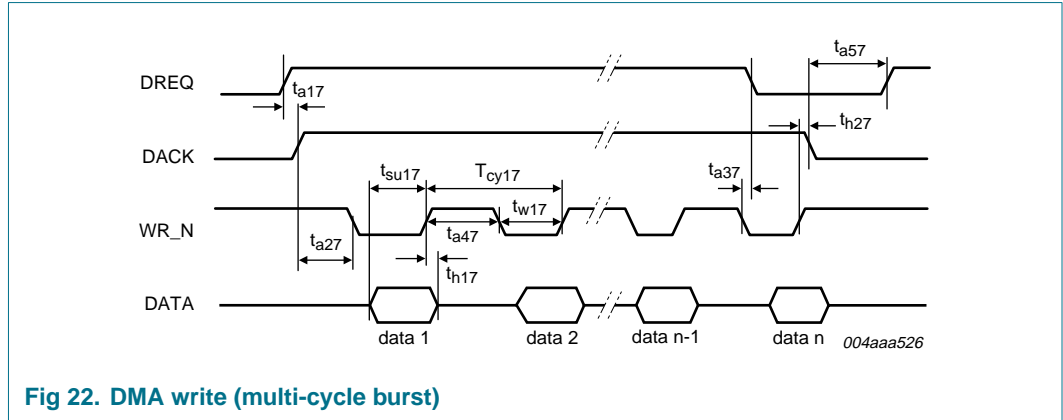 DREQ
t_a17
t_a57
t_h27
DACK
t_su17
T_cy17
t_a37
WR_N
t_a27
t_a47
t_w17
t_h17
DATA
data 1
data 2
data n-1
data n
004aaa526
Fig 22. DMA write (multi-cycle burst)